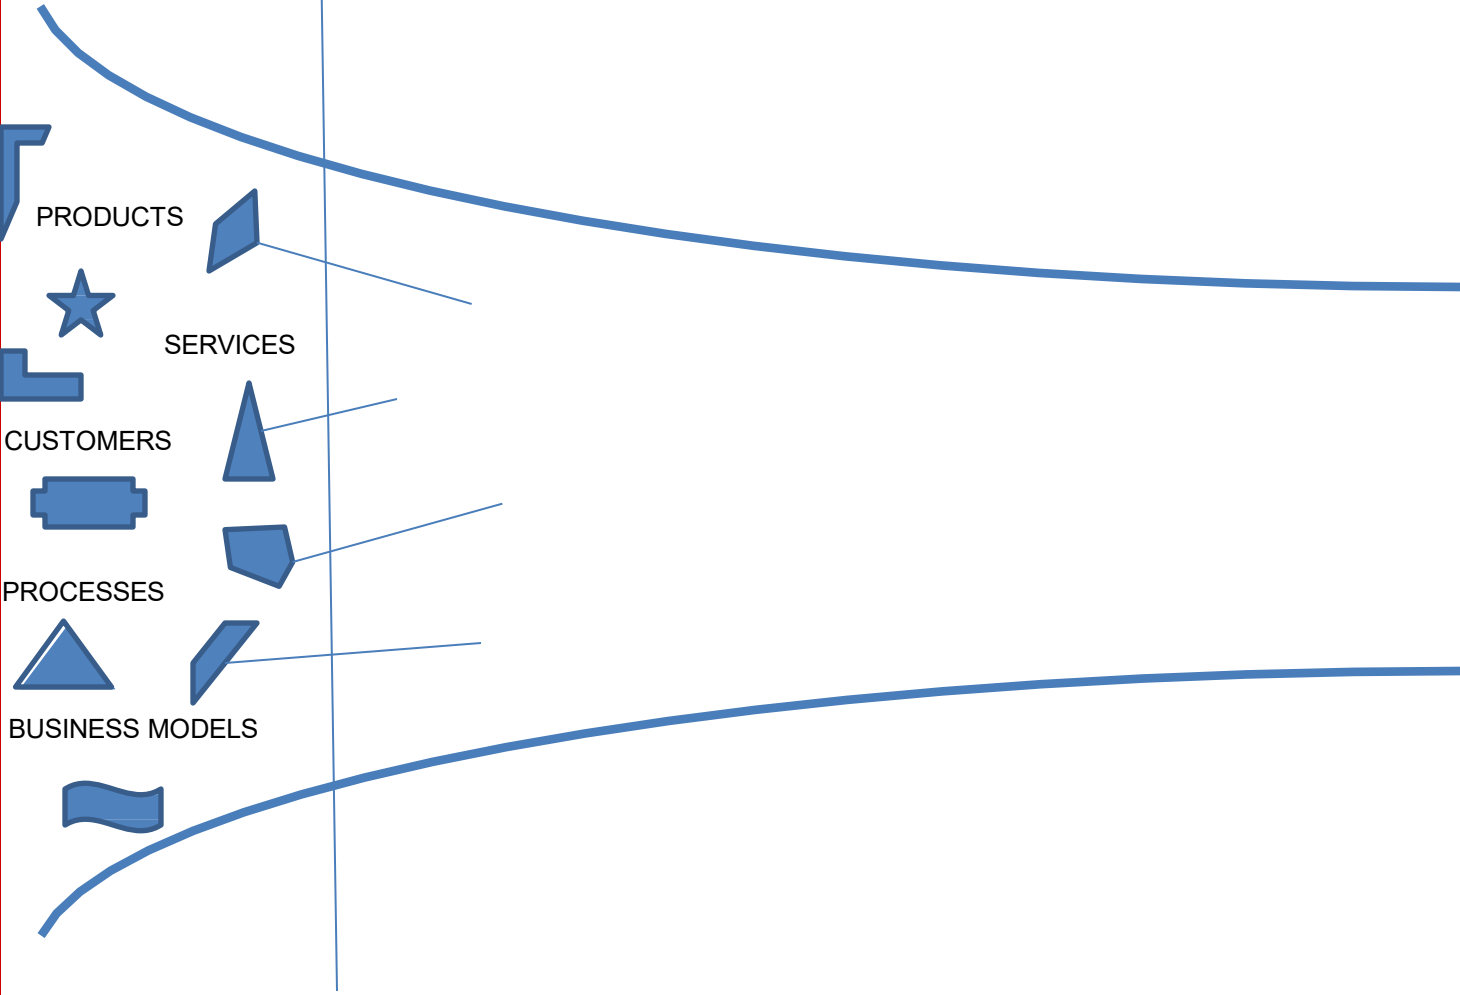 PRODUCTS
SERVICES
CUSTOMERS
PROCESSES
BUSINESS MODELS